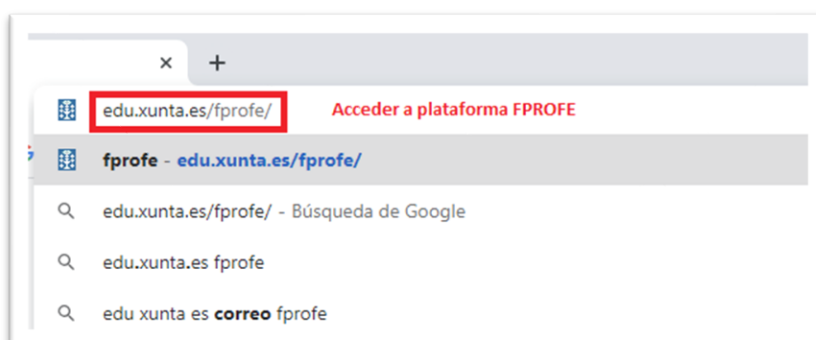 edu.xunta.es/fprofe/ Acceder a plataforma FPROFE
fprofe - edu.xunta.es/fprofe/
edu.xunta.es/fprofe/ - Búsqueda de Google
edu.xunta.es fprofe
edu xunta es correo fprofe